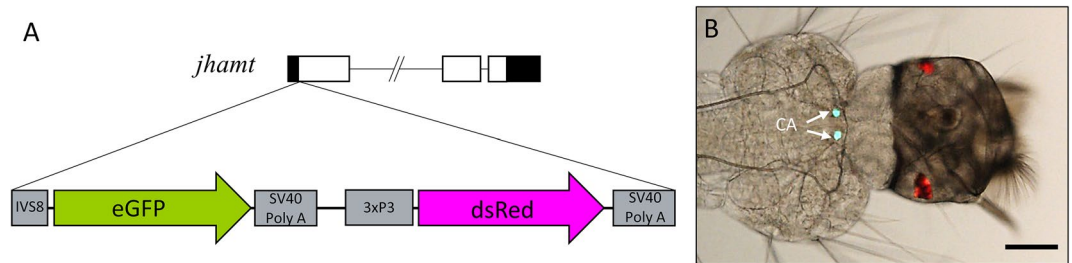 A
jhamt
IVS8
eGFP
SV40
Poly A
3xP3
dsRed
SV40
Poly A
B
CA